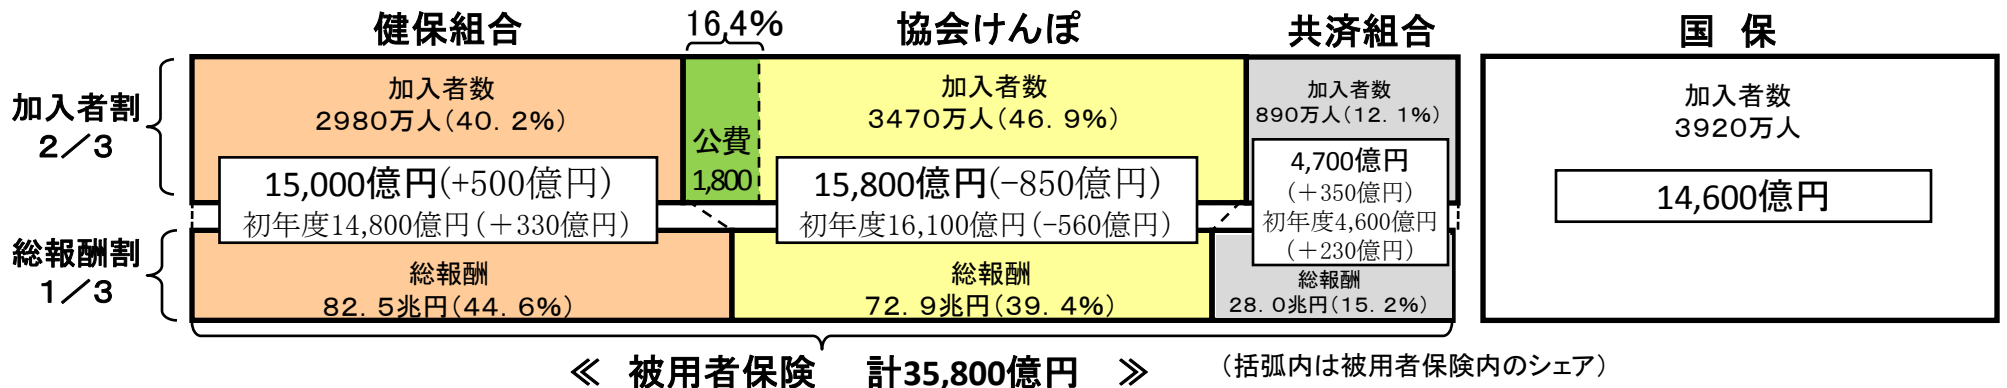 健保組合
16.4%
協会けんぽ
共済組合
国　保
加入者割
2／3
加入者数
2980万人（40．2%）
公費
1,800
加入者数
3470万人（46．9%）
加入者数
890万人（12．1%）
加入者数
3920万人
15,000億円(+500億円)
初年度14,800億円（＋330億円）
15,800億円(−850億円)
初年度16,100億円（−560億円）
4,700億円
（＋350億円）
初年度4,600億円
（＋230億円）
14,600億円
総報酬割
1／3
総報酬
82．5兆円（44．6%）
総報酬
72．9兆円（39．4%）
総報酬
28．0兆円（15．2%）
≪　被用者保険　計35,800億円　≫
（括弧内は被用者保険内のシェア）